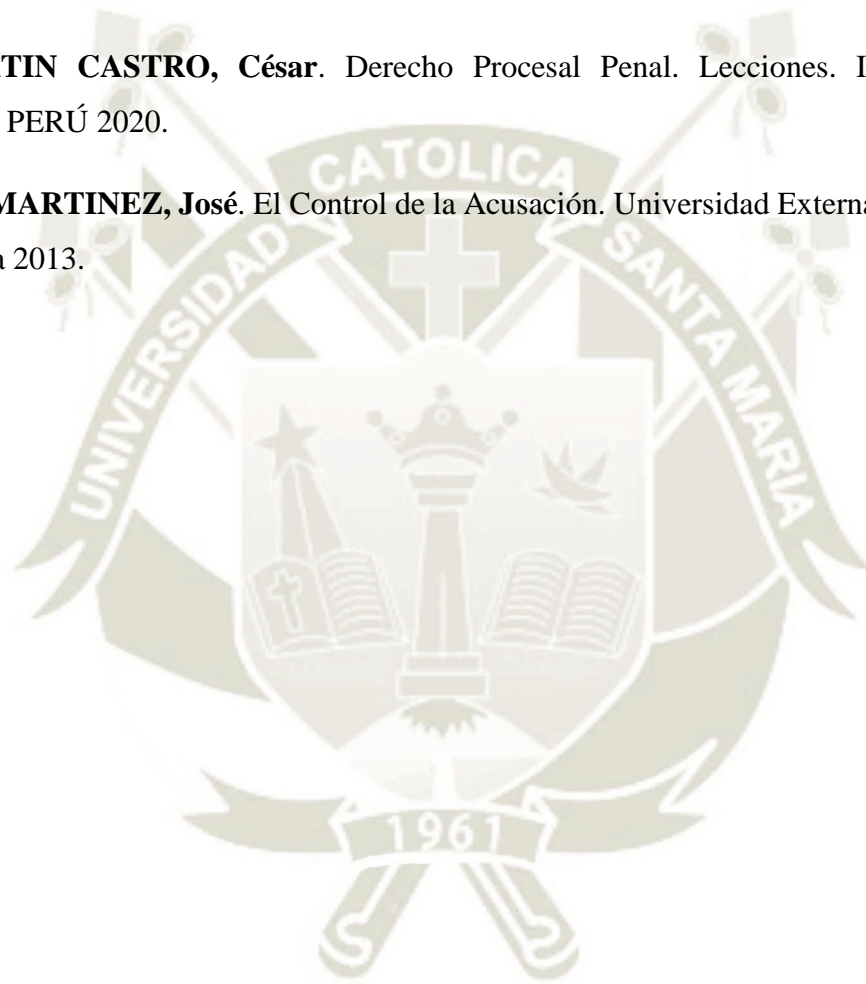 TIN CASTRO, César. Derecho Procesal Penal. Lecciones.
PERÚ 2020.
MARTINEZ, José. El Control de la Acusación. Universidad Externa
a 2013.
CATOLICA
UNIVERSIDAD
SANTA MARIA
1961